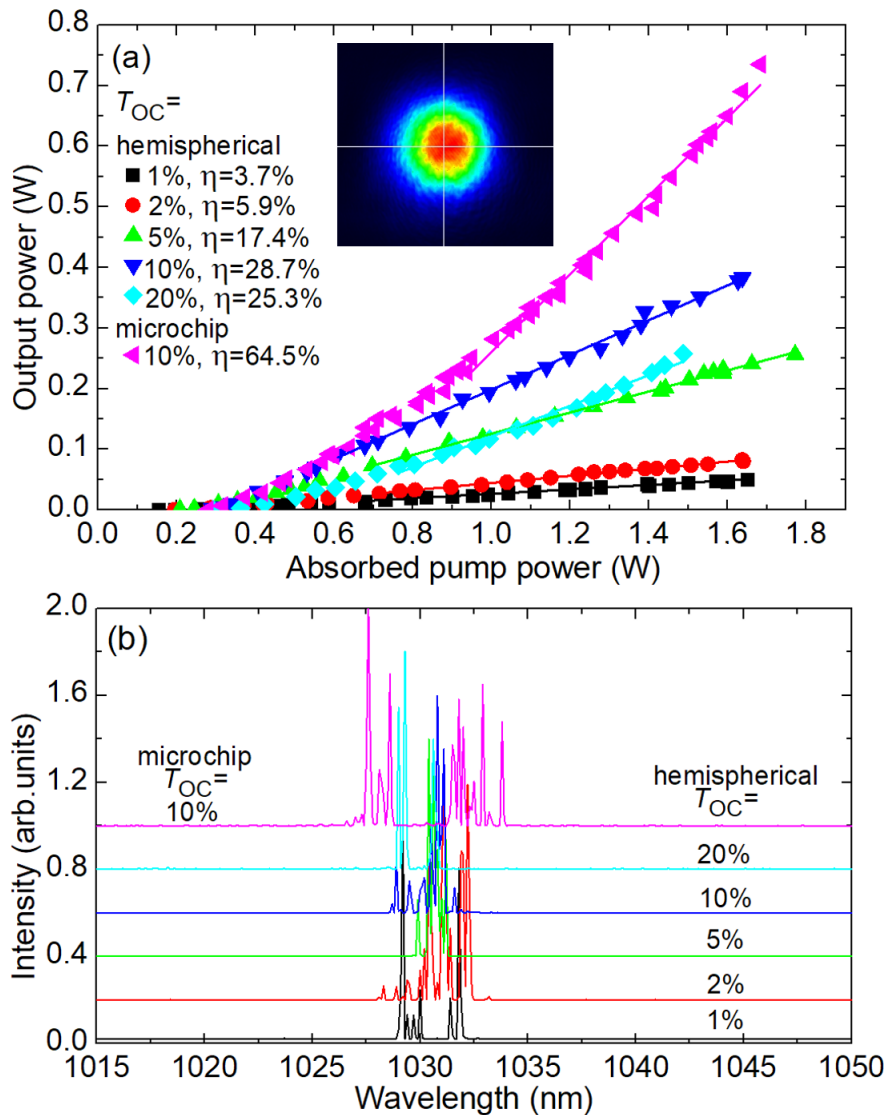 0.8
0.7
0.6
0.5
0.4
0.3
0.2
0.1
0.0
Output power (W)
(a)
T_OC=
hemispherical
1%, η=3.7%
2%, η=5.9%
5%, η=17.4%
10%, η=28.7%
20%, η=25.3%
microchip
10%, η=64.5%
0.0 0.2 0.4 0.6 0.8 1.0 1.2 1.4 1.6 1.8
Absorbed pump power (W)
2.0
1.6
1.2
0.8
0.4
0.0
Intensity (arb.units)
(b)
microchip
T_OC=
10%
hemispherical
T_OC=
20%
10%
5%
2%
1%
1015 1020 1025 1030 1035 1040 1045 1050
Wavelength (nm)